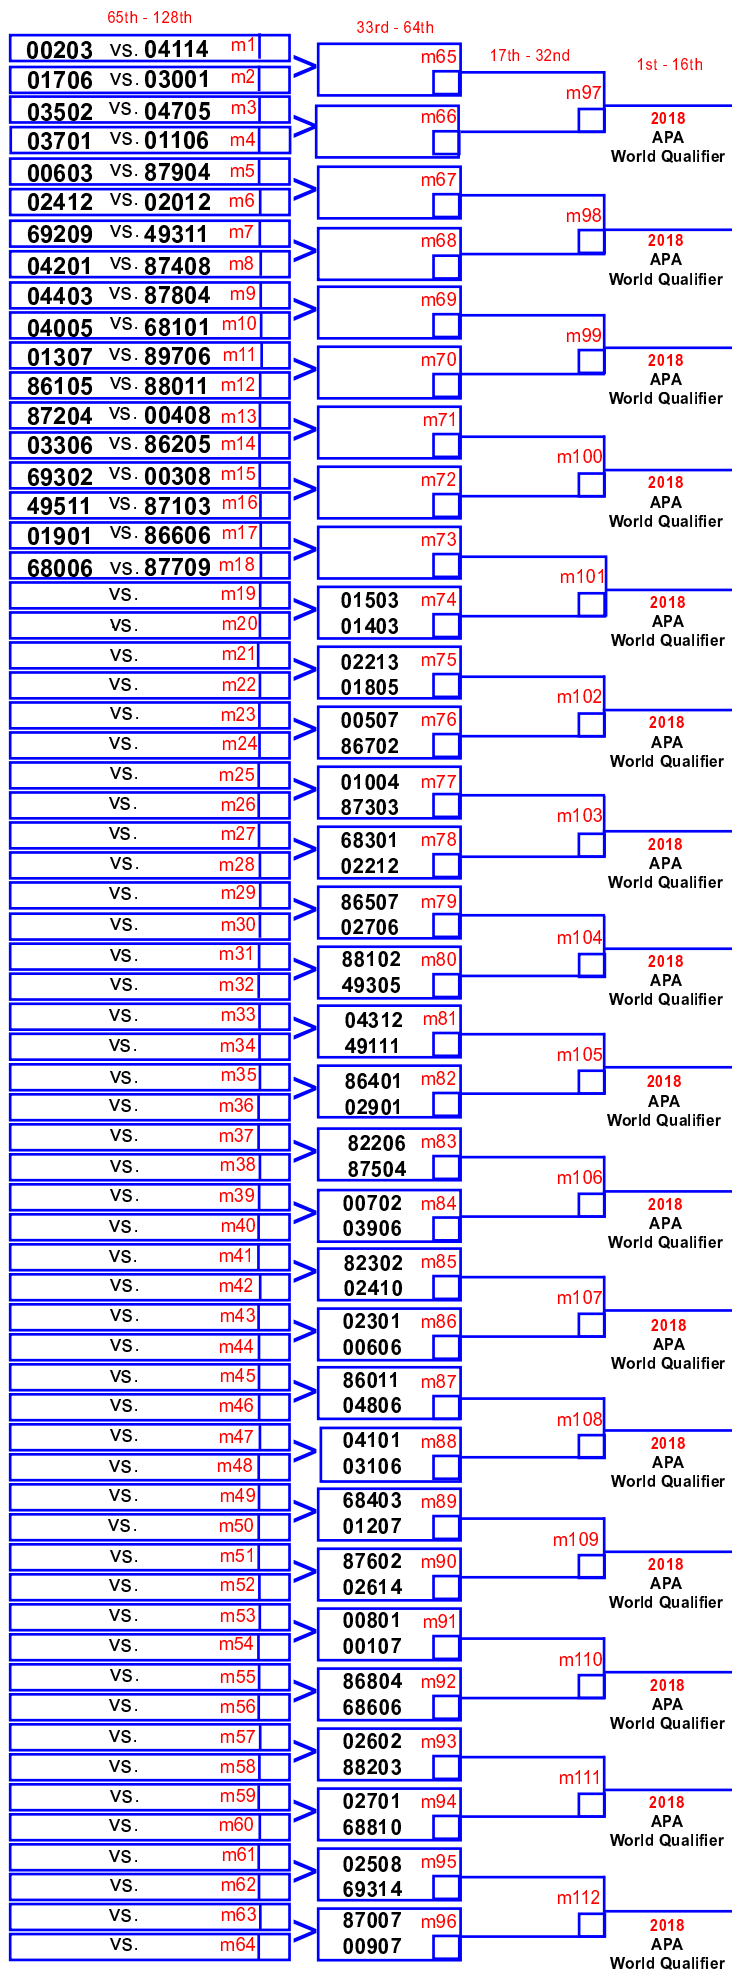 65th - 128th
00203 VS. 04114 m1
01706 VS. 03001 m2
03502 VS. 04705 m3
03701 VS. 01106 m4
00603 VS. 87904 m5
02412 VS. 02012 m6
69209 VS. 49311 m7
04201 VS. 87408 m8
04403 VS. 87804 m9
04005 VS. 68101 m10
01307 VS. 89706 m11
86105 VS. 88011 m12
87204 VS. 00408 m13
03306 VS. 86205 m14
69302 VS. 00308 m15
49511 VS. 87103 m16
01901 VS. 86606 m17
68006 VS. 87709 m18
VS. m19
VS. m20
VS. m21
VS. m22
VS. m23
VS. m24
VS. m25
VS. m26
VS. m27
VS. m28
VS. m29
VS. m30
VS. m31
VS. m32
VS. m33
VS. m34
VS. m35
VS. m36
VS. m37
VS. m38
VS. m39
VS. m40
VS. m41
VS. m42
VS. m43
VS. m44
VS. m45
VS. m46
VS. m47
VS. m48
VS. m49
VS. m50
VS. m51
VS. m52
VS. m53
VS. m54
VS. m55
VS. m56
VS. m57
VS. m58
VS. m59
VS. m60
VS. m61
VS. m62
VS. m63
VS. m64
33rd - 64th
m65
m66
m67
m68
m69
m70
m71
m72
m73
01503 m74
01403
02213 m75
01805
00507 m76
86702
01004 m77
87303
68301 m78
02212
86507 m79
02706
88102 m80
49305
04312 m81
49111
86401 m82
02901
82206 m83
87504
00702 m84
03906
82302 m85
02410
02301 m86
00606
86011 m87
04806
04101 m88
03106
68403 m89
01207
87602 m90
02614
00801 m91
00107
86804 m92
68606
02602 m93
88203
02701 m94
68810
02508 m95
69314
87007 m96
00907
17th - 32nd
m97
m98
m99
m100
m101
m102
m103
m104
m105
m106
m107
m108
m109
m110
m111
m112
1st - 16th
2018
APA
World Qualifier
2018
APA
World Qualifier
2018
APA
World Qualifier
2018
APA
World Qualifier
2018
APA
World Qualifier
2018
APA
World Qualifier
2018
APA
World Qualifier
2018
APA
World Qualifier
2018
APA
World Qualifier
2018
APA
World Qualifier
2018
APA
World Qualifier
2018
APA
World Qualifier
2018
APA
World Qualifier
2018
APA
World Qualifier
2018
APA
World Qualifier
2018
APA
World Qualifier